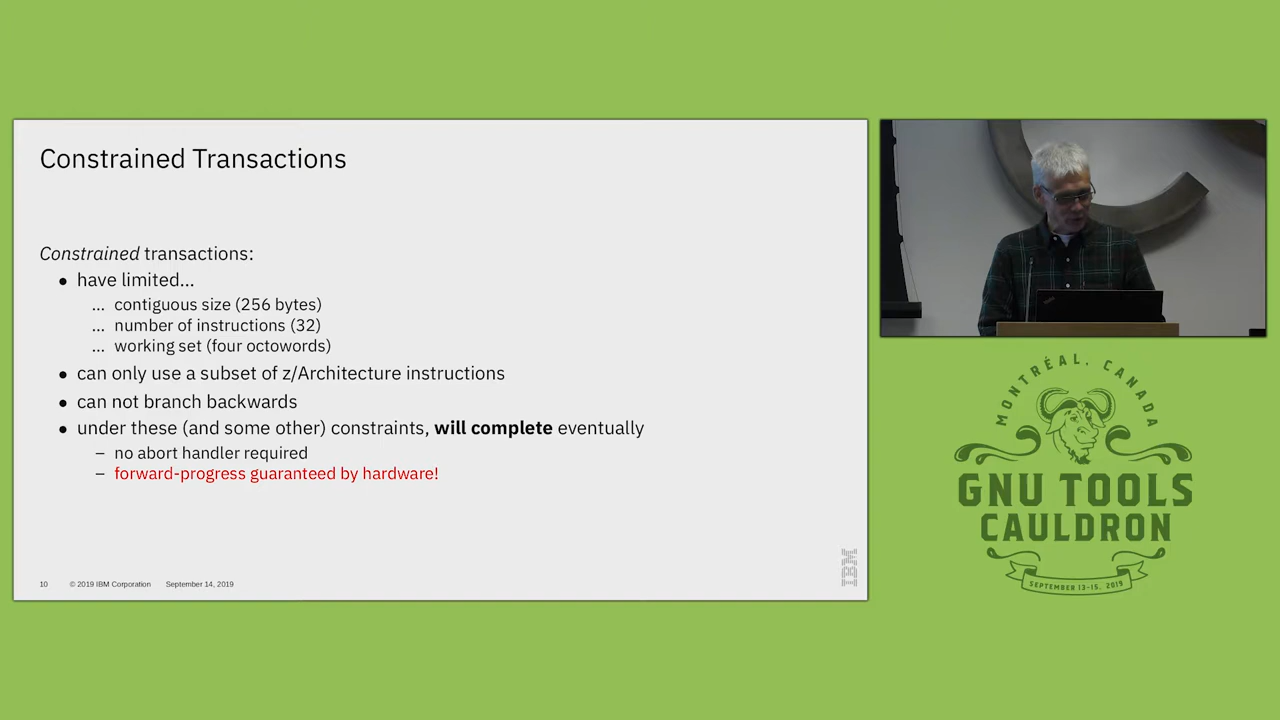 Constrained Transactions
Constrained transactions:
● have limited...
... contiguous size (256 bytes)
... number of instructions (32)
... working set (four octowords)
● can only use a subset of z/Architecture instructions
● can not branch backwards
● under these (and some other) constraints, will complete eventually
– no abort handler required
– forward-progress guaranteed by hardware!
10 © 2019 IBM Corporation September 14, 2019
IBM
MONTRÉAL, CANADA
GNU TOOLS
CAULDRON
SEPTEMBER 13-15, 2019